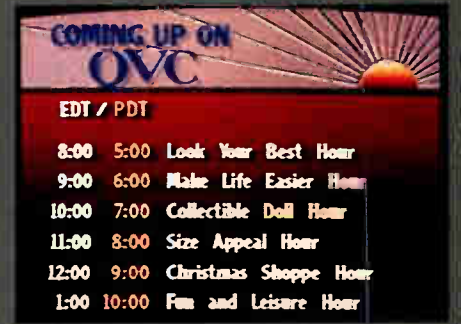 COMING UP ON
QVC
EDT / PDT
8:00 5:00 Look Your Best Hour
9:00 6:00 Make Life Easier Hour
10:00 7:00 Collectible Doll Hour
11:00 8:00 Size Appeal Hour
12:00 9:00 Christmas Shoppe Hour
1:00 10:00 Fun and Leisure Hour